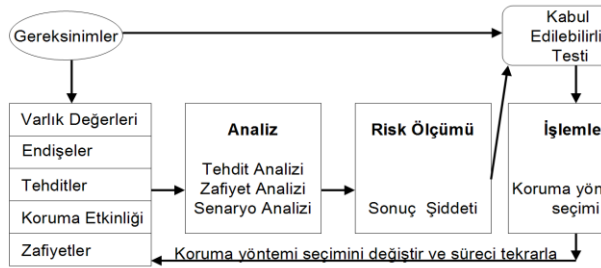 Gereksinimler
Kabul
Edilebilirli
Testi
Varlık Değerleri
Endişeler
Tehditler
Koruma Etkinliği
Zafiyetler
Analiz
Tehdit Analizi
Zafiyet Analizi
Senaryo Analizi
Risk Ölçümü
Sonuç Şiddeti
İşlemle
Koruma yön
seçimi
Koruma yöntemi seçimini değiştir ve süreci tekrarla